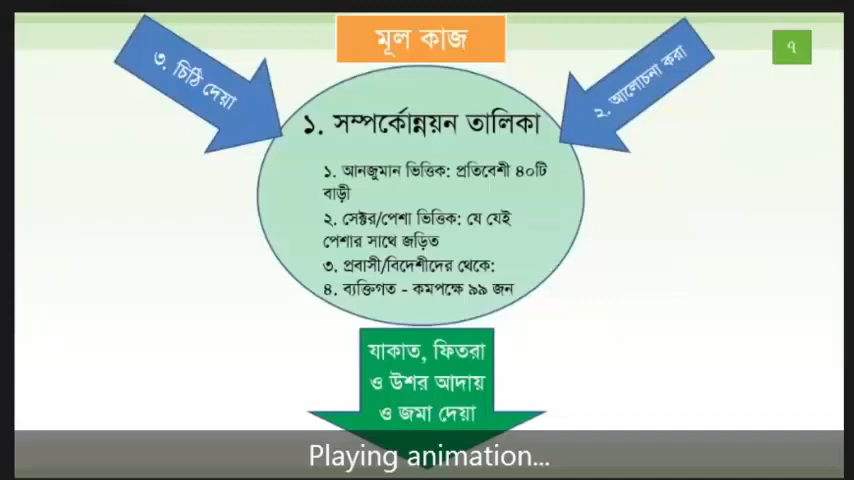 মূল কাজ
৭
৩. চিঠি দেয়া
২. আলোচনা করা
১. সম্পর্কোন্নয়ন তালিকা
১. আনজুমান ভিত্তিক: প্রতিবেশী ৪০টি
বাড়ী
২. সেক্টর/পেশা ভিত্তিক: যে যেই
পেশার সাথে জড়িত
৩. প্রবাসী/বিদেশীদের থেকে:
৪. ব্যক্তিগত - কমপক্ষে ৯৯ জন
যাকাত, ফিতরা
ও উশর আদায়
ও জমা দেয়া
Playing animation...